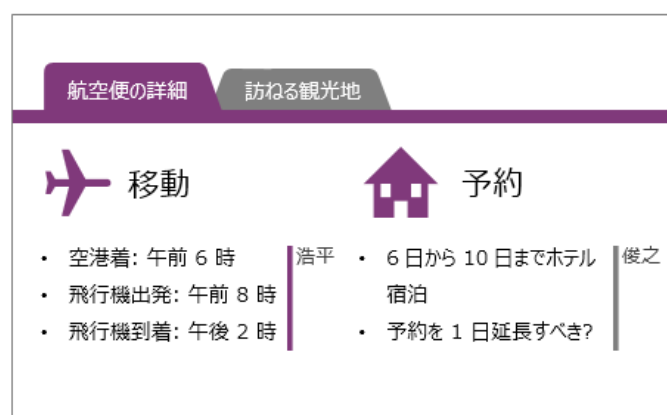 航空便の詳細
訪ねる観光地
移動
• 空港着: 午前 6 時
• 飛行機出発: 午前 8 時
• 飛行機到着: 午後 2 時
浩平
予約
• 6 日から 10 日までホテル
宿泊
• 予約を 1 日延長すべき?
俊之